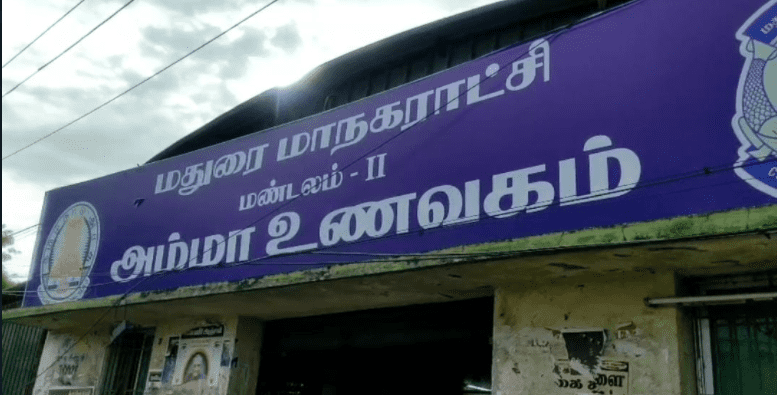 மதுரை மாநகராட்சி
மண்டலம் - II
அம்மா உணவகம்